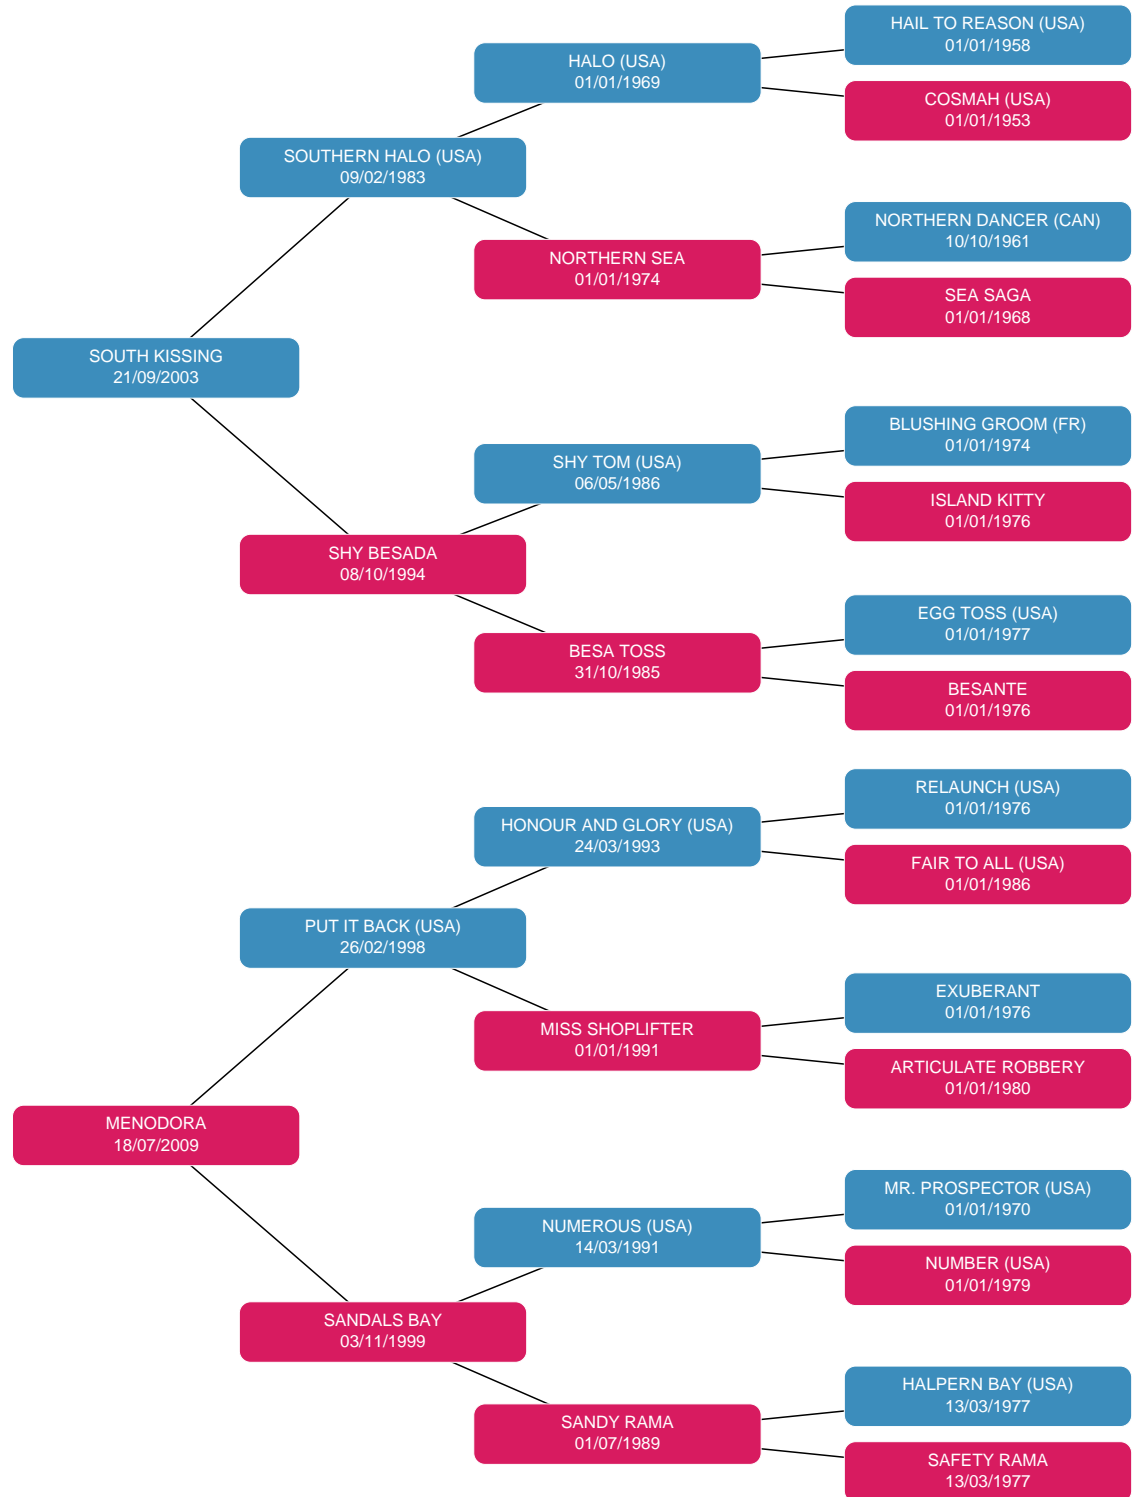 HAIL TO REASON (USA)
01/01/1958
HALO (USA)
01/01/1969
COSMAH (USA)
01/01/1953
SOUTHERN HALO (USA)
09/02/1983
NORTHERN DANCER (CAN)
10/10/1961
NORTHERN SEA
01/01/1974
SEA SAGA
01/01/1968
SOUTH KISSING
21/09/2003
BLUSHING GROOM (FR)
01/01/1974
SHY TOM (USA)
06/05/1986
ISLAND KITTY
01/01/1976
SHY BESADA
08/10/1994
EGG TOSS (USA)
01/01/1977
BESA TOSS
31/10/1985
BESANTE
01/01/1976
RELAUNCH (USA)
01/01/1976
HONOUR AND GLORY (USA)
24/03/1993
FAIR TO ALL (USA)
01/01/1986
PUT IT BACK (USA)
26/02/1998
EXUBERANT
01/01/1976
MISS SHOPLIFTER
01/01/1991
ARTICULATE ROBBERY
01/01/1980
MENODORA
18/07/2009
MR. PROSPECTOR (USA)
01/01/1970
NUMEROUS (USA)
14/03/1991
NUMBER (USA)
01/01/1979
SANDALS BAY
03/11/1999
HALPERN BAY (USA)
13/03/1977
SANDY RAMA
01/07/1989
SAFETY RAMA
13/03/1977